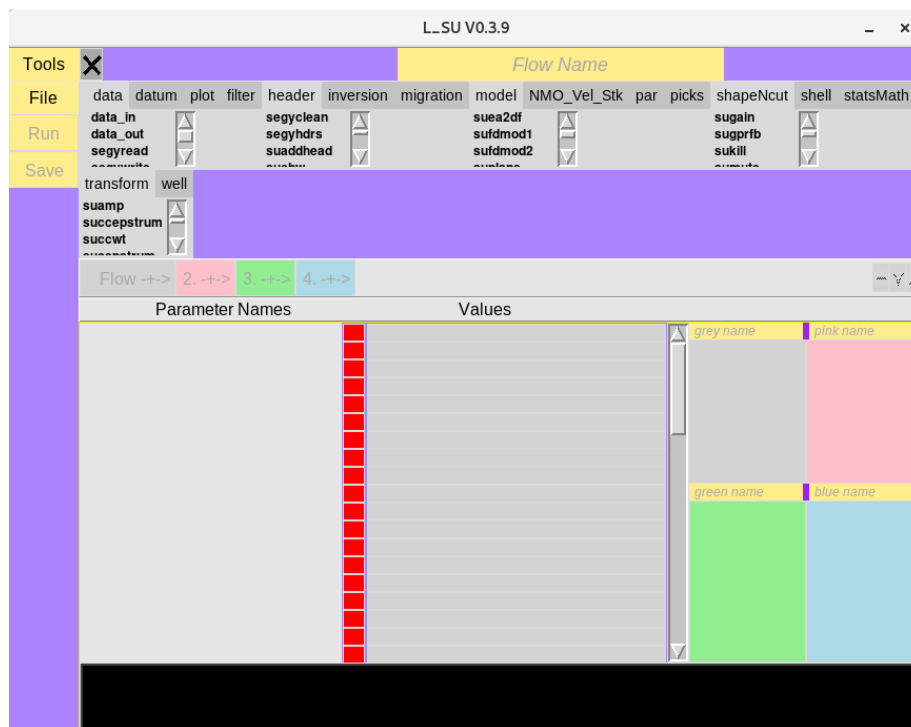 L_SU V0.3.9
Tools
Flow Name
File
data datum plot filter header inversion migration model NMO_Vel_Stk par picks shapeNcut shell statsMath
data_in segyclean suea2df sugain
Run
data_out segyhdrs sufdmod1 sugprfb
segyread suaddhead sufdmod2 sukill
Save
transform well
suamp
succepstrum
succwt
Flow -+-> 2. -+-> 3. -+-> 4. -+->
Parameter Names Values
grey name pink name
green name blue name